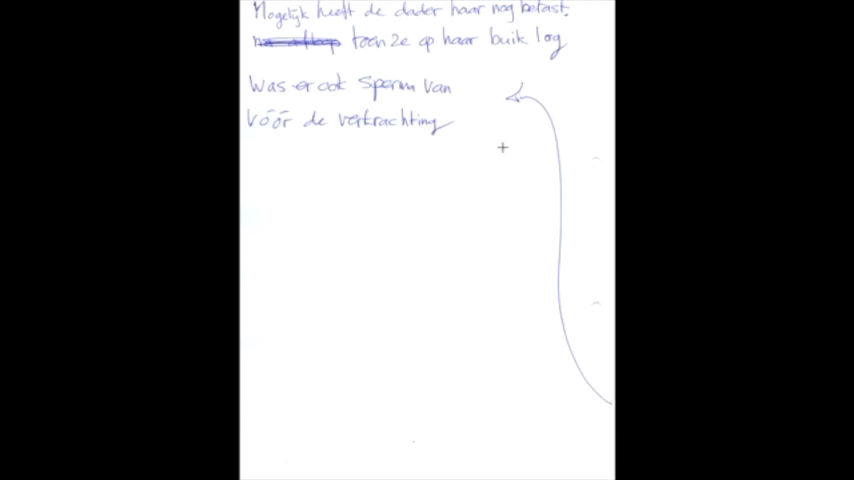 Mogelijk heeft de dader haar nog betast.
toen ze op haar buik lag
Was er ook sperma van
vóór de verkrachting